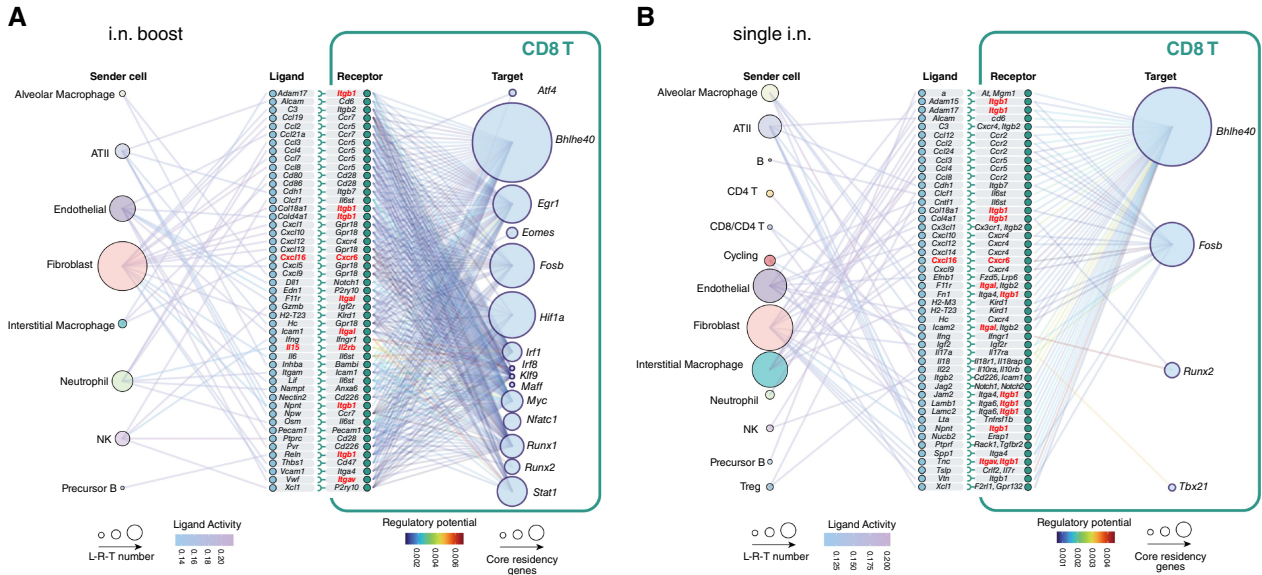 A
i.n. boost
CD8 T
Sender cell
Ligand
Receptor
Target
Alveolar Macrophage
ATII
Endothelial
Fibroblast
Interstitial Macrophage
Neutrophil
NK
Precursor B
Adam17 Itgb1
Alcam Cd6
C3 Itgb2
Ccl19 Ccr7
Ccl2 Ccr5
Ccl21a Ccr7
Ccl3 Ccr5
Ccl4 Ccr5
Ccl7 Ccr5
Ccl8 Ccr5
Cd80 Cd28
Cd86 Cd28
Cdh1 Itgb7
Clcf1 Il6st
Col18a1 Itgb1
Cold4a1 Itgb1
Cxcl1 Gpr18
Cxcl10 Gpr18
Cxcl12 Cxcr4
Cxcl13 Gpr18
Cxcl16 Cxcr6
Cxcl5 Gpr18
Cxcl9 Gpr18
Dll1 Notch1
Edn1 P2ry10
F11r Itgal
Gzmb Igf2r
H2-T23 Kird1
Hc Gpr18
Icam1 Itgal
Ifng Ifngr1
Il15 Il2rb
Il6 Il6st
Inhba Bambi
Itgam Icam1
Lif Il6st
Nampt Anxa6
Nectin2 Cd226
Npnt Itgb1
Npw Ccr7
Osm Il6st
Pecam1 Pecam1
Ptprc Cd28
Pvr Cd226
Reln Itgb1
Thbs1 Cd47
Vcam1 Itga4
Vwf Itgav
Xcl1 P2ry10
Atf4
Bhlhe40
Egr1
Eomes
Fosb
Hif1a
Irf1
Irf8
Klf9
Maff
Myc
Nfatc1
Runx1
Runx2
Stat1
L-R-T number
Ligand Activity
0.14 0.16 0.18 0.20
Regulatory potential
0.002 0.004 0.006
Core residency
genes
B
single i.n.
CD8 T
Sender cell
Ligand
Receptor
Target
Alveolar Macrophage
ATII
B
CD4 T
CD8/CD4 T
Cycling
Endothelial
Fibroblast
Interstitial Macrophage
Neutrophil
NK
Precursor B
Treg
a At, Mgm1
Adam15 Itgb1
Adam17 Itgb1
Alcam cd6
C3 Cxcr4, Itgb2
Ccl12 Ccr2
Ccl2 Ccr2
Ccl24 Ccr2
Ccl3 Ccr5
Ccl4 Ccr5
Ccl8 Ccr2
Cdh1 Itgb7
Clcf1 Il6st
Cntf1 Il6st
Col18a1 Itgb1
Col4a1 Itgb1
Cx3cl1 Cx3cr1, Itgb2
Cxcl10 Cxcr4
Cxcl12 Cxcr4
Cxcl14 Cxcr4
Cxcl16 Cxcr6
Cxcl9 Cxcr4
Efnb1 Fzd5, Lrp6
F11r Itgal, Itgb2
Fn1 Itga4, Itgb1
H2-M3 Kird1
H2-T23 Kird1
Hc Cxcr4
Icam2 Itgal, Itgb2
Ifng Ifngr1
Igf2 Igf2r
Il17a Il17ra
Il18 Il18r1, Il18rap
Il22 Il10ra, Il10rb
Itgb2 Cd226, Icam1
Jag2 Notch1, Notch2
Jam2 Itga4, Itgb1
Lamb1 Itga6, Itgb1
Lamc2 Itga6, Itgb1
Lta Tnfrsf1b
Npnt Itgb1
Nucb2 Erap1
Ptprf Rack1, Tgfbr2
Spp1 Itga4
Tnc Itgav, Itgb1
Tslp Crlf2, Il7r
Vtn Itgb1
Xcl1 F2rl1, Gpr132
Bhlhe40
Fosb
Runx2
Tbx21
L-R-T number
Ligand Activity
0.125 0.150 0.175 0.200
Regulatory potential
0.001 0.002 0.003 0.004
Core residency
genes